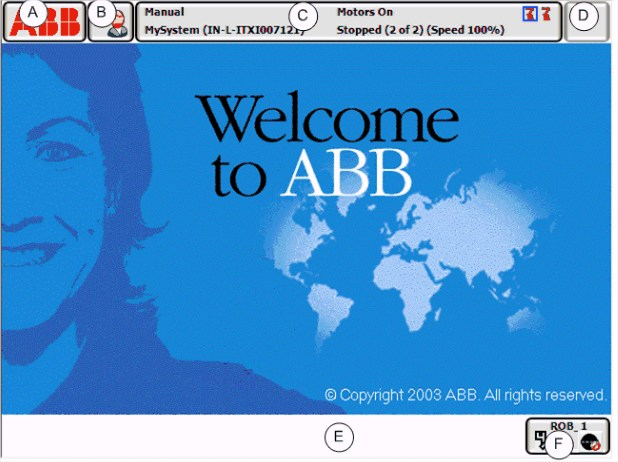 ABB
A
B
C
D
Manual
Motors On
MySystem (IN-L-ITXI007121)
Stopped (2 of 2) (Speed 100%)
Welcome
to ABB
© Copyright 2003 ABB. All rights reserved.
E
ROB_1
F